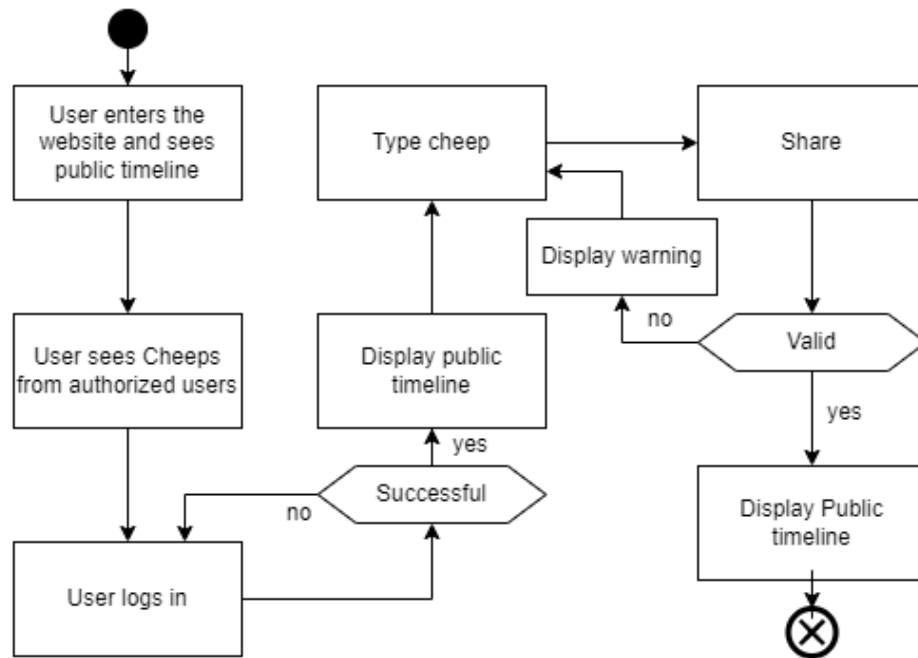 User enters the
website and sees
public timeline
User sees Cheeps
from authorized users
User logs in
no
Successful
yes
Display public
timeline
Type cheep
Share
Display warning
no
Valid
yes
Display Public
timeline